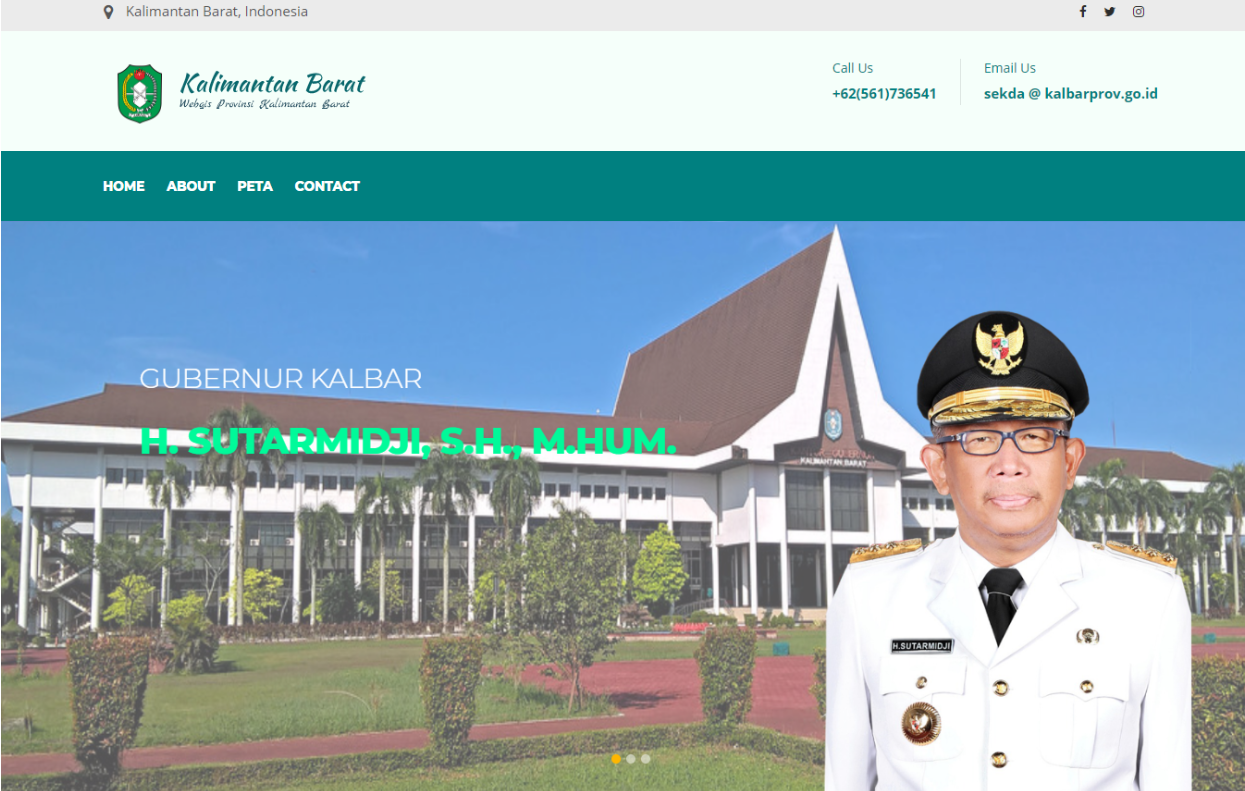 Kalimantan Barat, Indonesia
Kalimantan Barat
Webgis Provinsi Kalimantan Barat
Call Us
+62(561)736541
Email Us
sekda @ kalbarprov.go.id
HOME ABOUT PETA CONTACT
GUBERNUR KALBAR
H. SUTARMIDJI, S.H., M.HUM.
KALIMANTAN BARAT
H.SUTARMIDJI